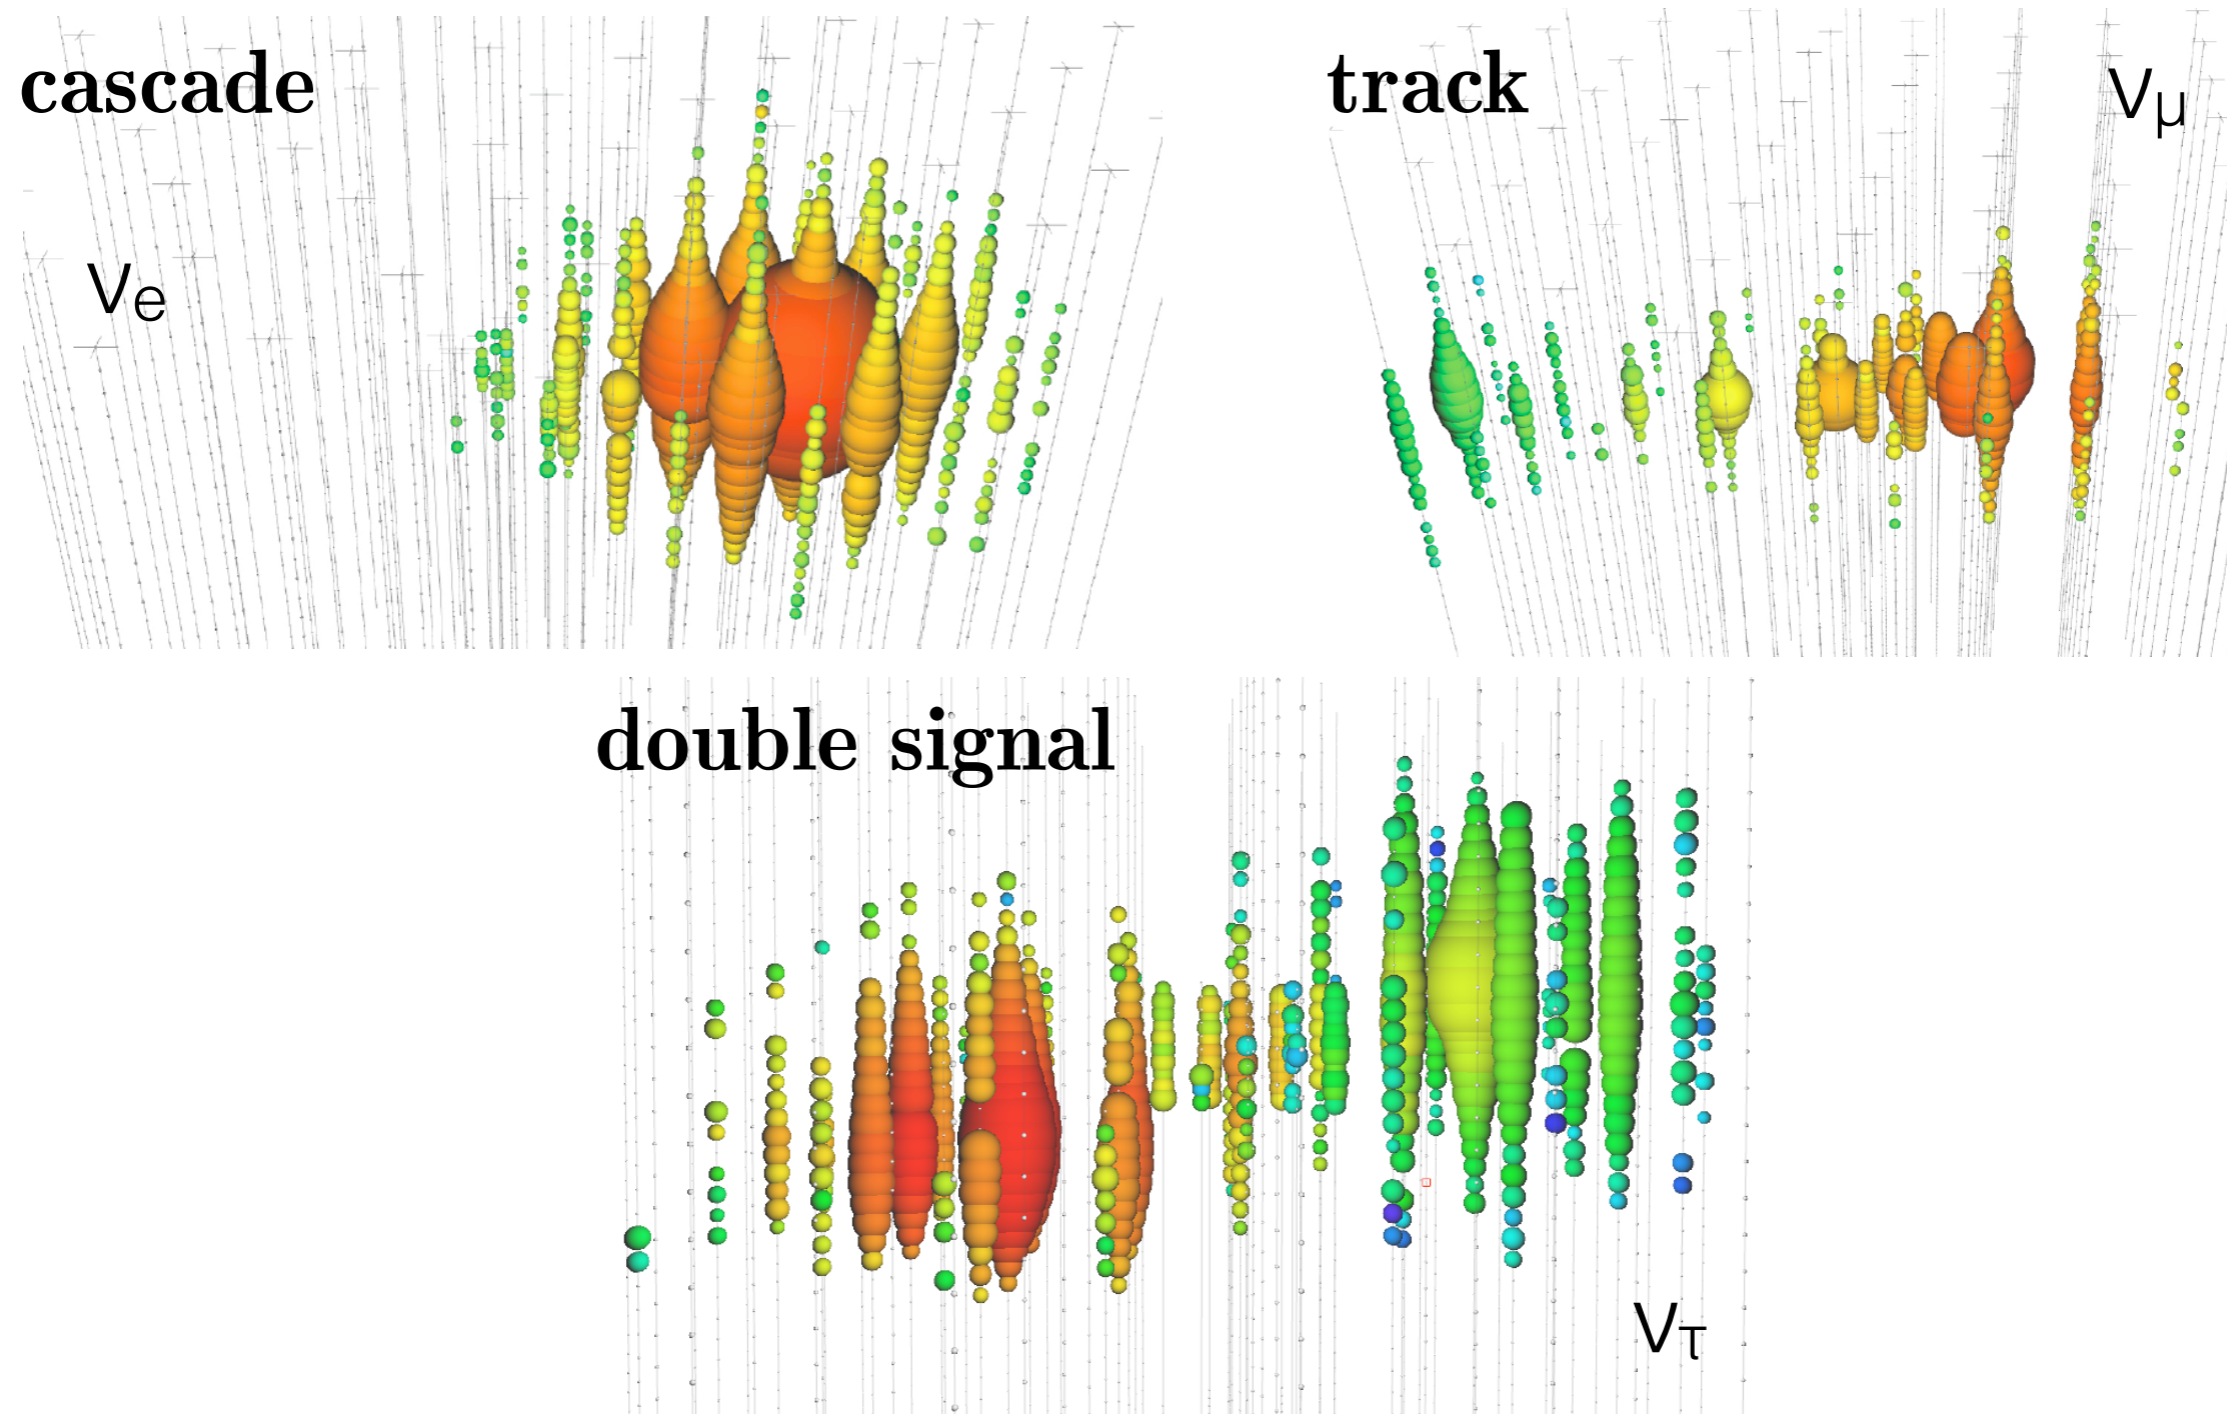 cascade
νe
track
νμ
double signal
ντ